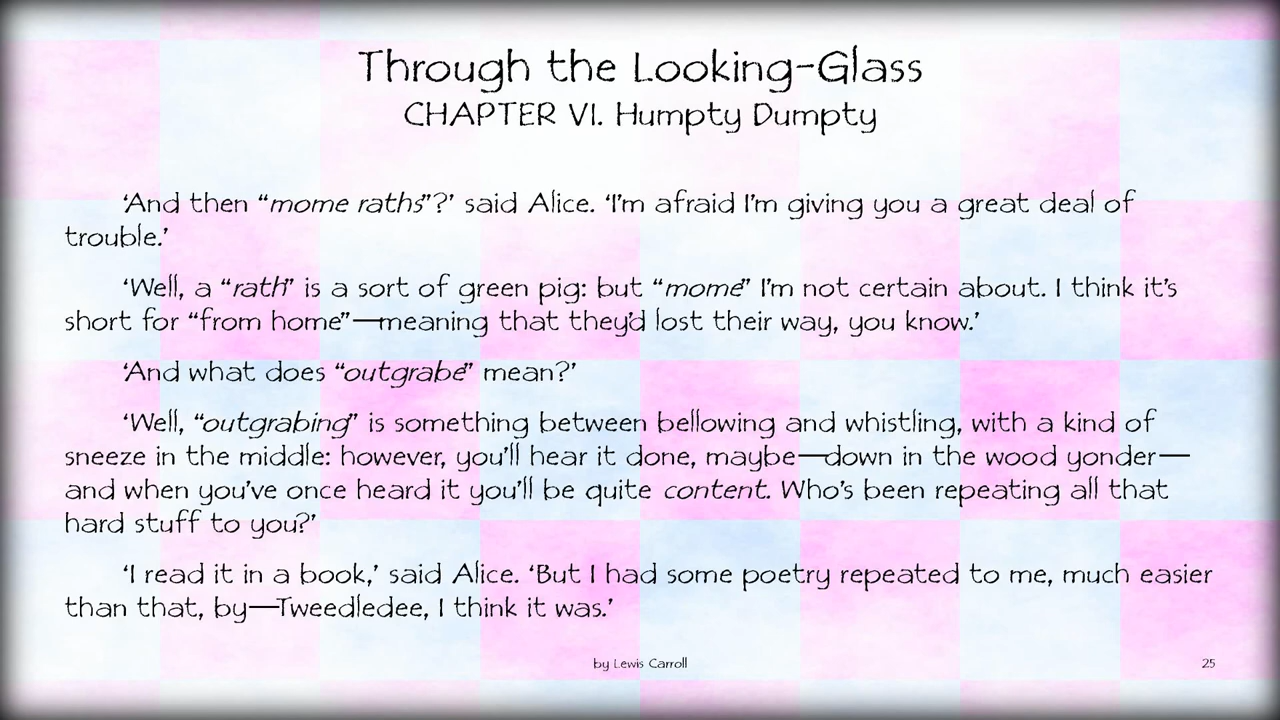 Through the Looking-Glass
CHAPTER VI. Humpty Dumpty
‘And then “mome raths”?’ said Alice. ‘I’m afraid I’m giving you a great deal of
trouble.’
‘Well, a “rath” is a sort of green pig: but “mome” I’m not certain about. I think it’s
short for “from home”—meaning that they’d lost their way, you know.’
‘And what does “outgrabe” mean?’
‘Well, “outgrabing” is something between bellowing and whistling, with a kind of
sneeze in the middle: however, you’ll hear it done, maybe—down in the wood yonder—
and when you’ve once heard it you’ll be quite content. Who’s been repeating all that
hard stuff to you?’
‘I read it in a book,’ said Alice. ‘But I had some poetry repeated to me, much easier
than that, by—Tweedledee, I think it was.’
by Lewis Carroll
25